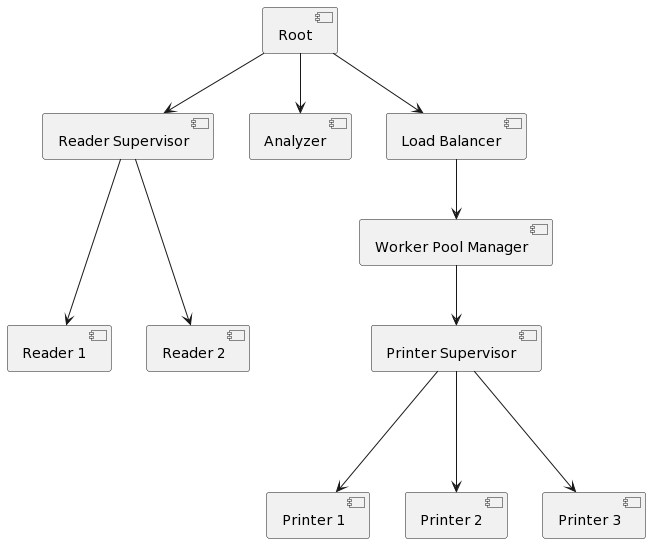 Root
Reader Supervisor
Analyzer
Load Balancer
Worker Pool Manager
Reader 1
Reader 2
Printer Supervisor
Printer 1
Printer 2
Printer 3